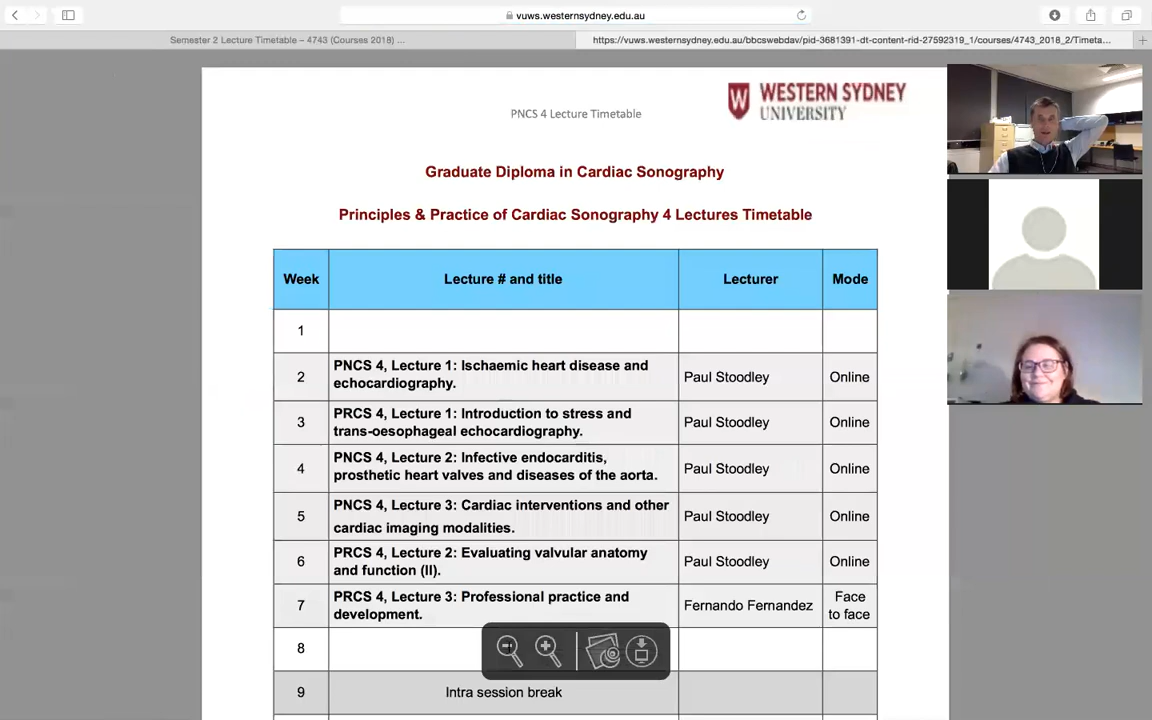 vuws.westernsydney.edu.au
Semester 2 Lecture Timetable – 4743 (Courses 2018) ...
https://vuws.westernsydney.edu.au/bbcswebdav/pid-3681391-dt-content-rid-27592319_1/courses/4743_2018_2/Timeta...
PNCS 4 Lecture Timetable
W WESTERN SYDNEY
UNIVERSITY
Graduate Diploma in Cardiac Sonography
Principles & Practice of Cardiac Sonography 4 Lectures Timetable
Week Lecture # and title Lecturer Mode
1
PNCS 4, Lecture 1: Ischaemic heart disease and
2 echocardiography. Paul Stoodley Online
PRCS 4, Lecture 1: Introduction to stress and
3 trans-oesophageal echocardiography. Paul Stoodley Online
PNCS 4, Lecture 2: Infective endocarditis,
4 prosthetic heart valves and diseases of the aorta. Paul Stoodley Online
PNCS 4, Lecture 3: Cardiac interventions and other
5 cardiac imaging modalities. Paul Stoodley Online
PRCS 4, Lecture 2: Evaluating valvular anatomy
6 and function (II). Paul Stoodley Online
PRCS 4, Lecture 3: Professional practice and
7 development. Fernando Fernandez Face
to face
8
9 Intra session break